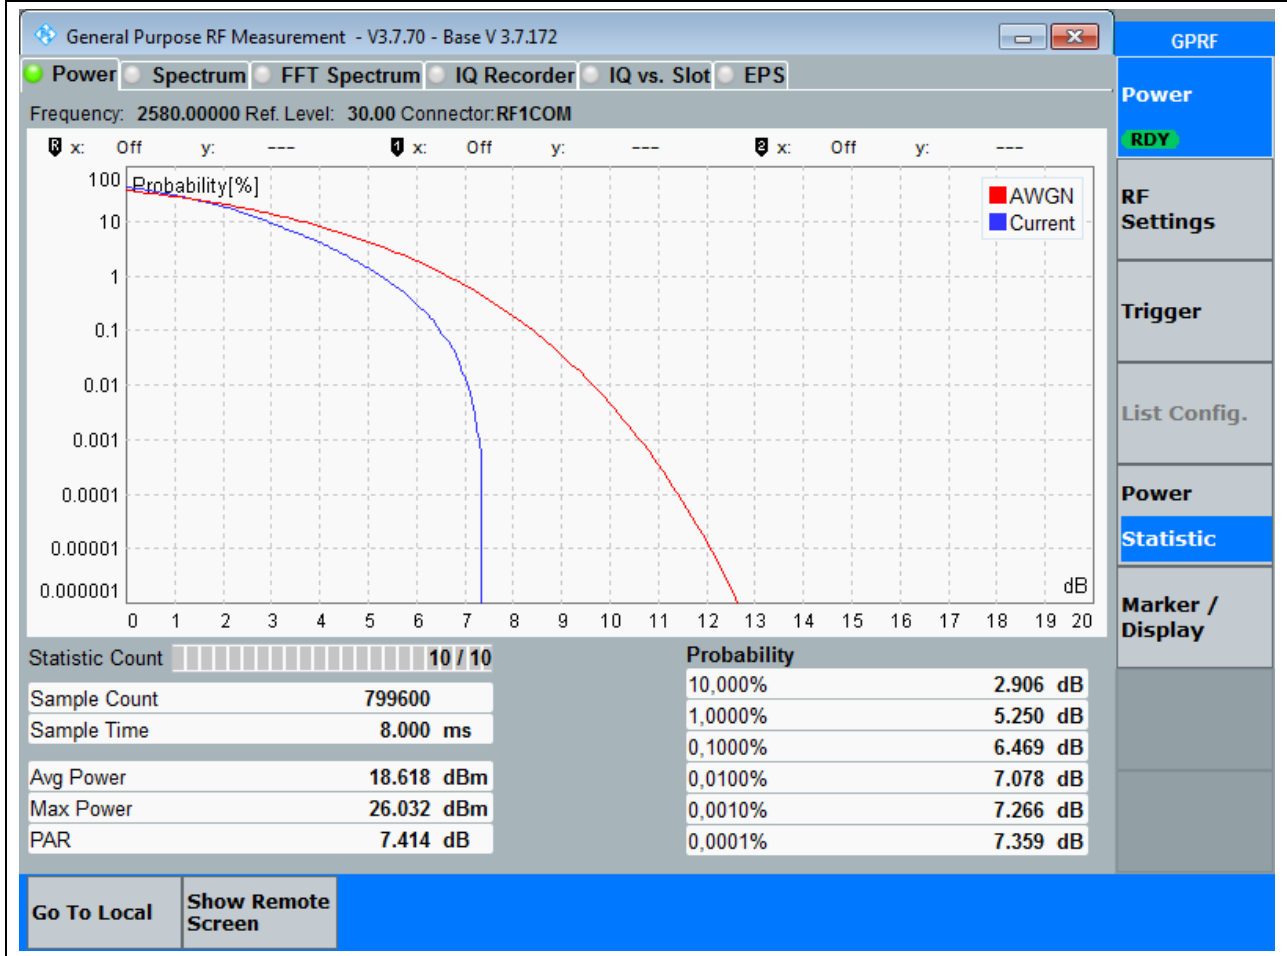 General Purpose RF Measurement - V3.7.70 - Base V 3.7.172
GPRF
Power Spectrum FFT Spectrum IQ Recorder IQ vs. Slot EPS
Frequency: 2580.00000 Ref. Level: 30.00 Connector:RF1COM
R x: Off y: --- 1 x: Off y: --- 2 x: Off y: ---
Probability[%]
AWGN
Current
100
10
1
0.1
0.01
0.001
0.0001
0.00001
0.000001
dB
0 1 2 3 4 5 6 7 8 9 10 11 12 13 14 15 16 17 18 19 20
Statistic Count 10 / 10
Sample Count 799600
Sample Time 8.000 ms
Avg Power 18.618 dBm
Max Power 26.032 dBm
PAR 7.414 dB
Probability
10,000% 2.906 dB
1,0000% 5.250 dB
0,1000% 6.469 dB
0,0100% 7.078 dB
0,0010% 7.266 dB
0,0001% 7.359 dB
Power
RDY
RF
Settings
Trigger
List Config.
Power
Statistic
Marker /
Display
Go To Local
Show Remote
Screen